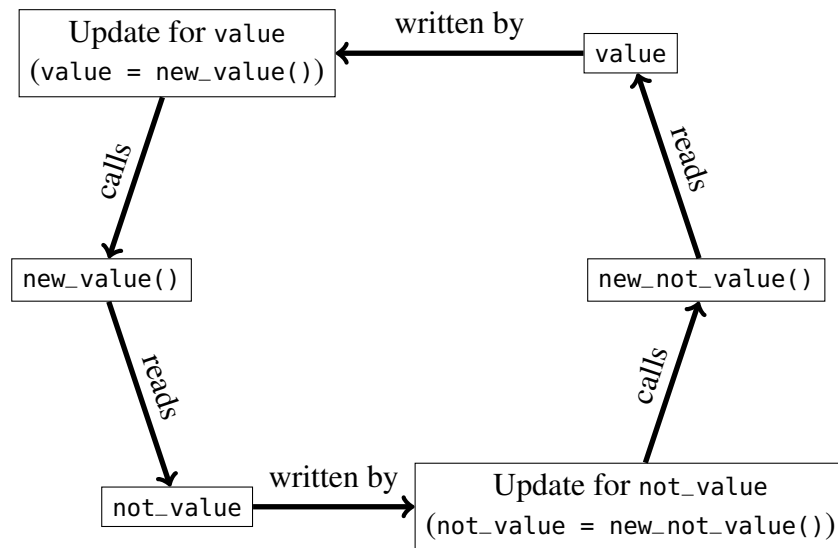 Update for value
(value = new_value())
written by
value
calls
reads
new_value()
new_not_value()
reads
calls
not_value
written by
Update for not_value
(not_value = new_not_value())